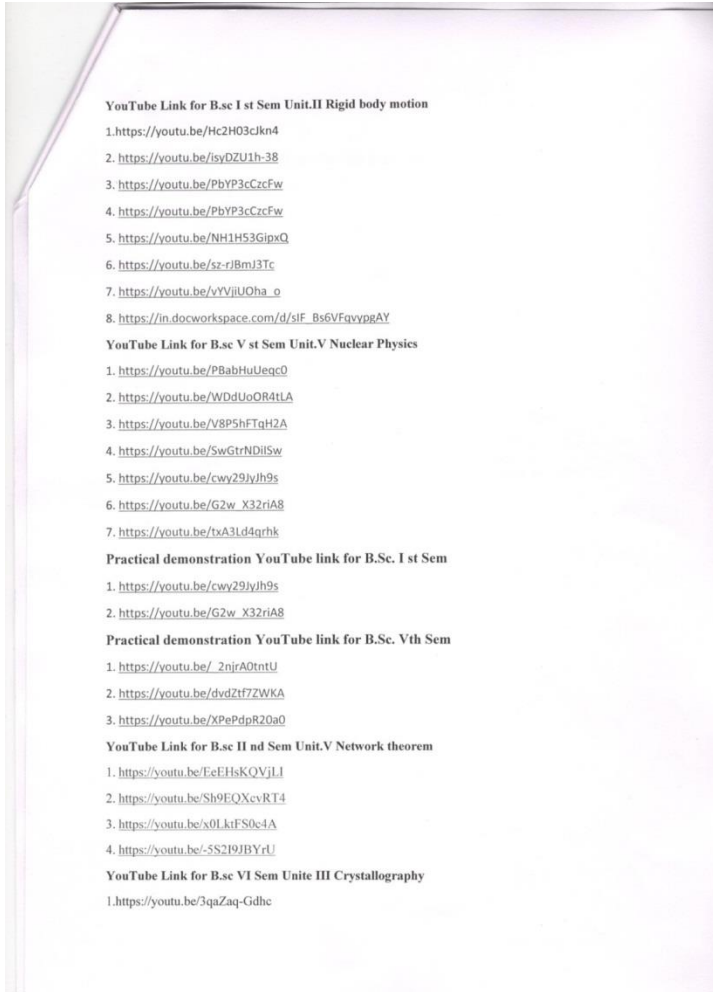 YouTube Link for B.sc I st Sem Unit.II Rigid body motion
1.https://youtu.be/Hc2H03cJkn4
2. https://youtu.be/isyDZU1h-38
3. https://youtu.be/PbYP3cCzcFw
4. https://youtu.be/PbYP3cCzcFw
5. https://youtu.be/NH1H53GipxQ
6. https://youtu.be/sz-rJBmJ3Tc
7. https://youtu.be/vYVjiUOha_o
8. https://in.docworkspace.com/d/sIF_Bs6VFqvypgAY
YouTube Link for B.sc V st Sem Unit.V Nuclear Physics
1. https://youtu.be/PBabHuUeqc0
2. https://youtu.be/WDdUoOR4tLA
3. https://youtu.be/V8P5hFTqH2A
4. https://youtu.be/SwGtrNDilSw
5. https://youtu.be/cwy29JyJh9s
6. https://youtu.be/G2w_X32riA8
7. https://youtu.be/txA3Ld4qrhk
Practical demonstration YouTube link for B.Sc. I st Sem
1. https://youtu.be/cwy29JyJh9s
2. https://youtu.be/G2w_X32riA8
Practical demonstration YouTube link for B.Sc. Vth Sem
1. https://youtu.be/_2njrA0tntU
2. https://youtu.be/dvdZtf7ZWKA
3. https://youtu.be/XPePdpR20a0
YouTube Link for B.sc II nd Sem Unit.V Network theorem
1. https://youtu.be/EeEHsKQVjLI
2. https://youtu.be/Sh9EQXcvRT4
3. https://youtu.be/x0LktFS0c4A
4. https://youtu.be/-5S2I9JBYrU
YouTube Link for B.sc VI Sem Unite III Crystallography
1.https://youtu.be/3qaZaq-Gdhc